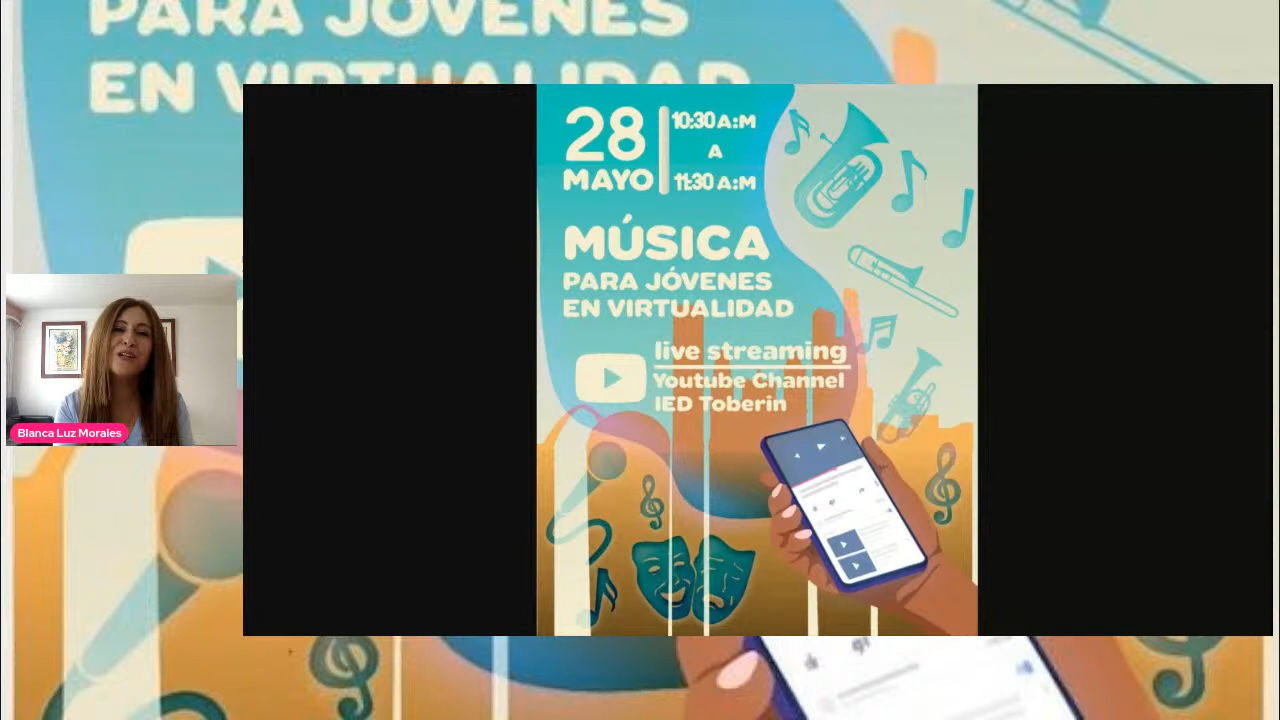 PARA JÓVENES
EN VIRTUALIDAD
28
MAYO
10:30 A:M
A
11:30 A:M
MÚSICA
PARA JÓVENES
EN VIRTUALIDAD
live streaming
Youtube Channel
IED Toberin
Blanca Luz Morales